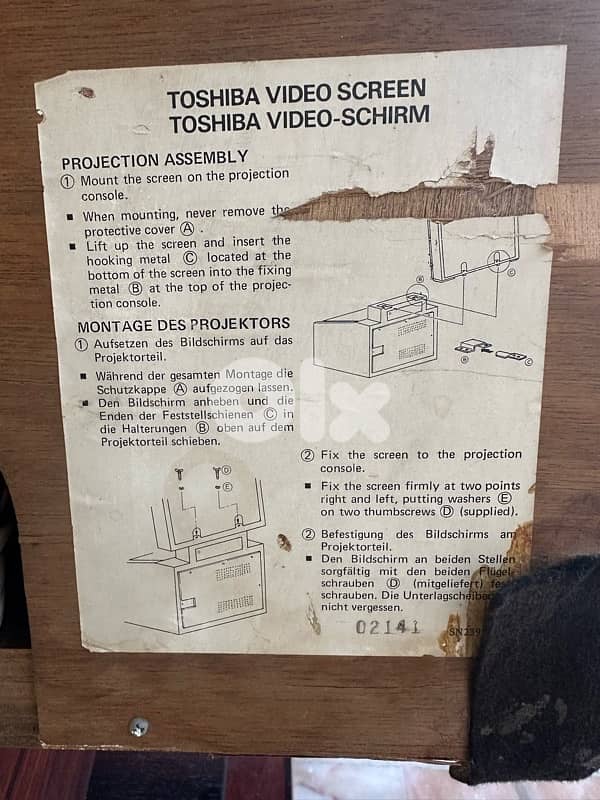 TOSHIBA VIDEO SCREEN
TOSHIBA VIDEO-SCHIRM
PROJECTION ASSEMBLY
① Mount the screen on the projection
console.
■ When mounting, never remove the
protective cover Ⓐ .
■ Lift up the screen and insert the
hooking metal Ⓒ located at the
bottom of the screen into the fixing
metal Ⓑ at the top of the projec-
tion console.
MONTAGE DES PROJEKTORS
① Aufsetzen des Bildschirms auf das
Projektorteil.
■ Während der gesamten Montage die
Schutzkappe Ⓐ aufgezogen lassen.
■ Den Bildschirm anheben und die
Enden der Feststellschienen Ⓒ in
die Halterungen Ⓑ oben auf dem
Projektorteil schieben.
Ⓓ
Ⓔ
Ⓑ
Ⓒ
Ⓑ
Ⓒ
② Fix the screen to the projection
console.
■ Fix the screen firmly at two points
right and left, putting washers Ⓔ
on two thumbscrews Ⓓ (supplied).
② Befestigung des Bildschirms am
Projektorteil.
■ Den Bildschirm an beiden Stellen
sorgfältig mit den beiden Flügel-
schrauben Ⓓ (mitgeliefert)
schrauben. Die
nicht vergessen.
02141
olx